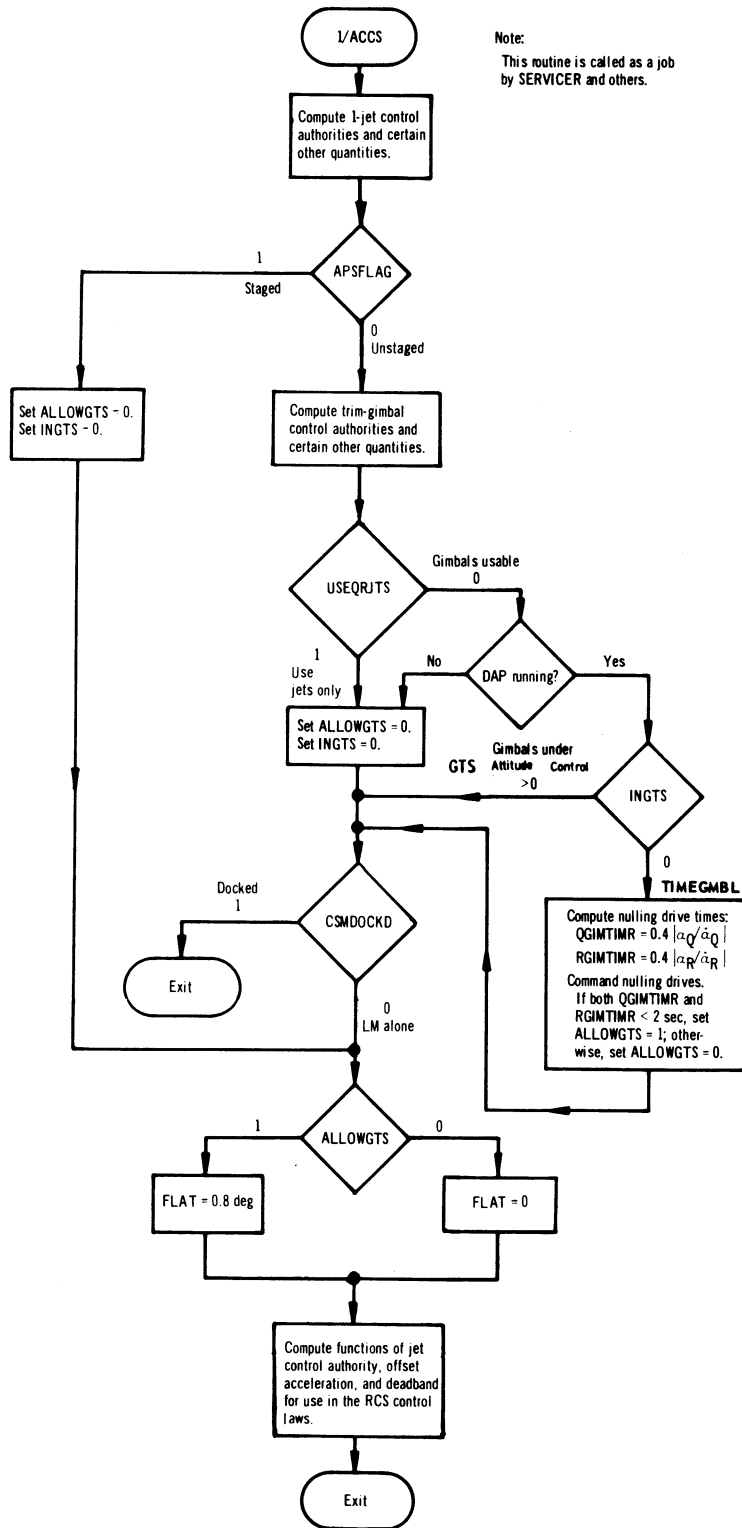 1/ACCS
Note:
This routine is called as a job
by SERVICER and others.
Compute 1-jet control
authorities and certain
other quantities.
1
APSFLAG
Staged
0
Unstaged
Set ALLOWGTS = 0.
Set INGTS = 0.
Compute trim-gimbal
control authorities and
certain other quantities.
Gimbals usable
0
USEQRJTS
1
Use
jets only
No
DAP running?
Yes
Set ALLOWGTS = 0.
Set INGTS = 0.
Gimbals under
GTS Attitude Control
>0
INGTS
0
TIMEGMBL
Compute nulling drive times:
QGIMTIMR = 0.4 |α_Q/α̇_Q|
RGIMTIMR = 0.4 |α_R/α̇_R|
Command nulling drives.
If both QGIMTIMR and
RGIMTIMR < 2 sec, set
ALLOWGTS = 1; other-
wise, set ALLOWGTS = 0.
Docked
1
CSMDOCKD
Exit
0
LM alone
1
ALLOWGTS
0
FLAT = 0.8 deg
FLAT = 0
Compute functions of jet
control authority, offset
acceleration, and deadband
for use in the RCS control
laws.
Exit